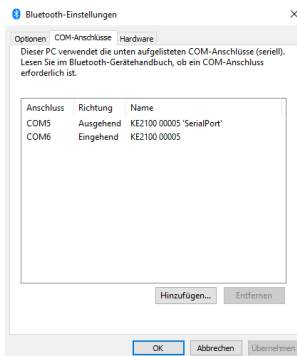 Bluetooth-Einstellungen
Optionen COM-Anschlüsse Hardware
Dieser PC verwendet die unten aufgelisteten COM-Anschlüsse (seriell).
Lesen Sie im Bluetooth-Gerätehandbuch, ob ein COM-Anschluss
erforderlich ist.
Anschluss Richtung Name
COM5 Ausgehend KE2100 00005 'SerialPort'
COM6 Eingehend KE2100 00005
Hinzufügen... Entfernen
OK Abbrechen Übernehmen